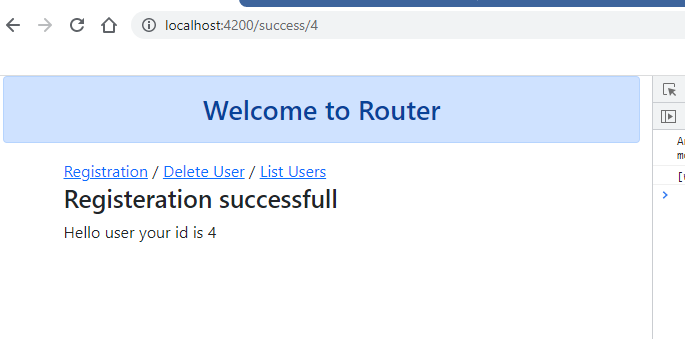 localhost:4200/success/4
Welcome to Router
Registration / Delete User / List Users
Registeration successfull
Hello user your id is 4